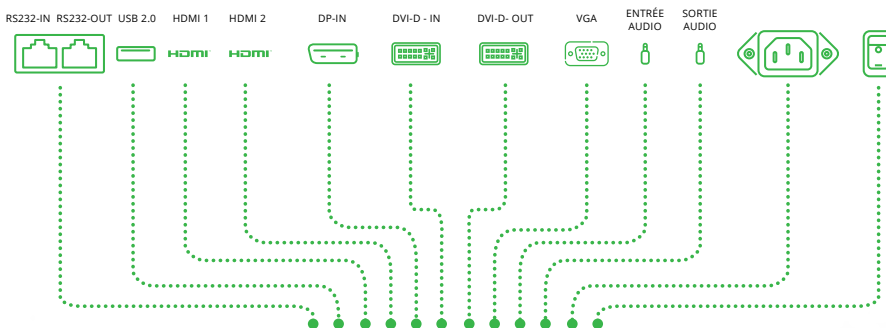 RS232-IN RS232-OUT USB 2.0 HDMI 1 HDMI 2 DP-IN DVI-D - IN DVI-D- OUT VGA ENTRÉE AUDIO SORTIE AUDIO
HDMI HDMI